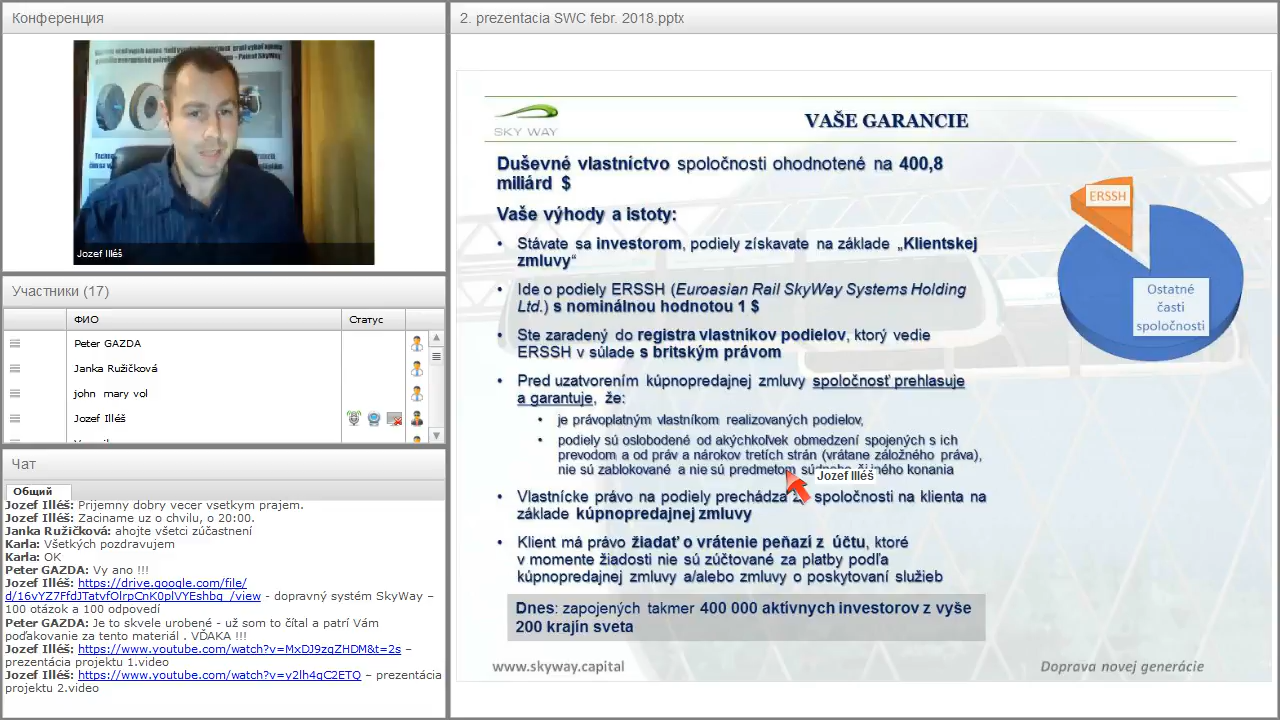 Конференция
Jozef Illéš
Участники (17)
ФИО
Статус
Peter GAZDA
Janka Ružičková
john mary vol
Jozef Illéš
Чат
Общий
Jozef Illéš: Prijemny dobry vecer vsetkym prajem.
Jozef Illéš: Zaciname uz o chvilu, o 20:00.
Janka Ružičková: ahojte všetci zúčastnení
Karla: Všetkých pozdravujem
Karla: OK
Peter GAZDA: Vy ano !!!
Jozef Illéš: https://drive.google.com/file/
d/16vYZ7FfdJTatvfOlrpCnK0plVYEshbq_/view - dopravný systém SkyWay –
100 otázok a 100 odpovedí
Peter GAZDA: Je to skvele urobené - už som to čítal a patrí Vám
poďakovanie za tento materiál . VĎAKA !!!
Jozef Illéš: https://www.youtube.com/watch?v=MxDJ9zqZHDM&t=2s –
prezentácia projektu 1.video
Jozef Illéš: https://www.youtube.com/watch?v=y2lh4qC2ETQ – prezentácia
projektu 2.video
2. prezentacia SWC febr. 2018.pptx
SKY WAY
VAŠE GARANCIE
Duševné vlastníctvo spoločnosti ohodnotené na 400,8
miliárd $
Vaše výhody a istoty:
• Stávate sa investorom, podiely získavate na základe „Klientskej
zmluvy“
• Ide o podiely ERSSH (Euroasian Rail SkyWay Systems Holding
Ltd.) s nominálnou hodnotou 1 $
• Ste zaradený do registra vlastníkov podielov, ktorý vedie
ERSSH v súlade s britským právom
• Pred uzatvorením kúpnopredajnej zmluvy spoločnosť prehlasuje
a garantuje, že:
• je právoplatným vlastníkom realizovaných podielov,
• podiely sú oslobodené od akýchkoľvek obmedzení spojených s ich
prevodom a od práv a nárokov tretích strán (vrátane záložného práva),
nie sú zablokované a nie sú predmetom konania
Jozef Illéš
• Vlastnícke právo na podiely prechádza spoločnosti na klienta na
základe kúpnopredajnej zmluvy
• Klient má právo žiadať o vrátenie peňazí z účtu, ktoré
v momente žiadosti nie sú zúčtované za platby podľa
kúpnopredajnej zmluvy a/alebo zmluvy o poskytovaní služieb
Dnes: zapojených takmer 400 000 aktívnych investorov z vyše
200 krajín sveta
ERSSH
Ostatné
časti
spoločnosti
www.skyway.capital
Doprava novej generácie